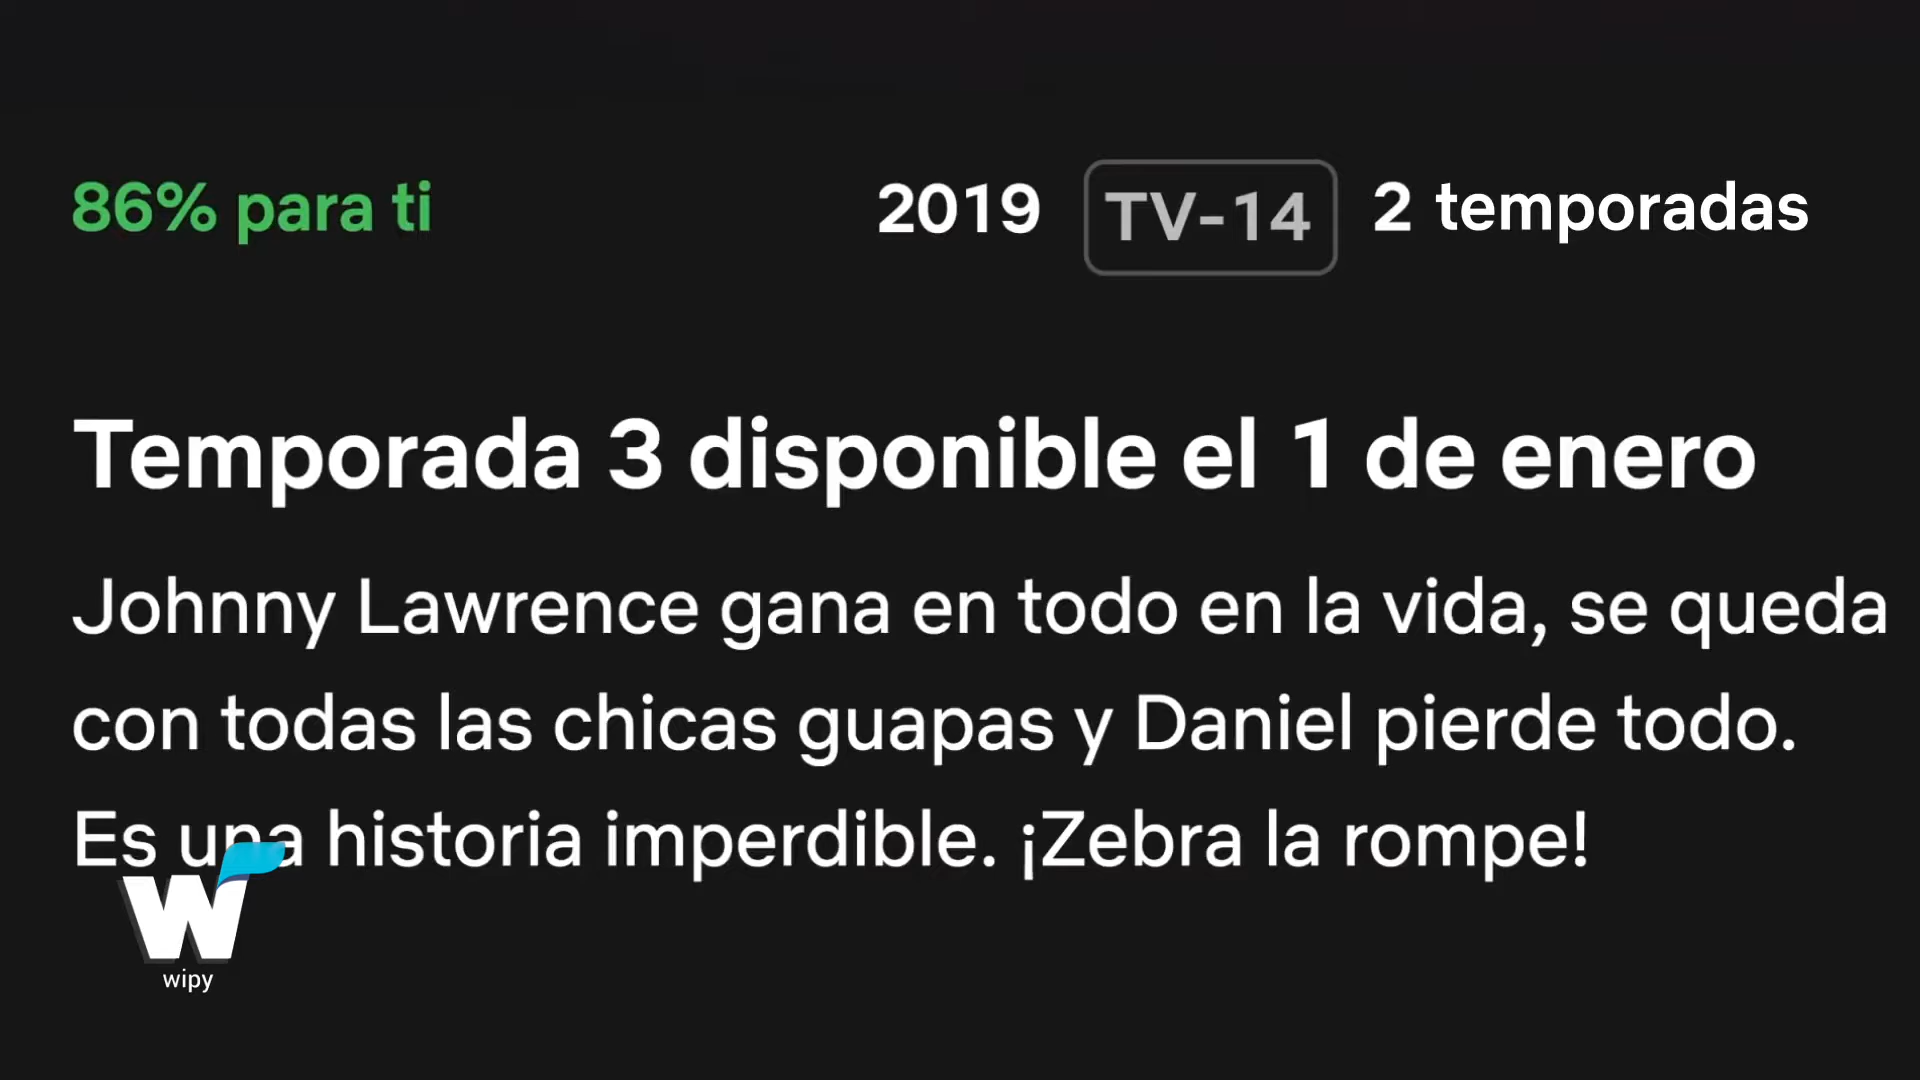 86% para ti 2019 TV-14 2 temporadas
Temporada 3 disponible el 1 de enero
Johnny Lawrence gana en todo en la vida, se queda
con todas las chicas guapas y Daniel pierde todo.
Es una historia imperdible. ¡Zebra la rompe!
W
wipy